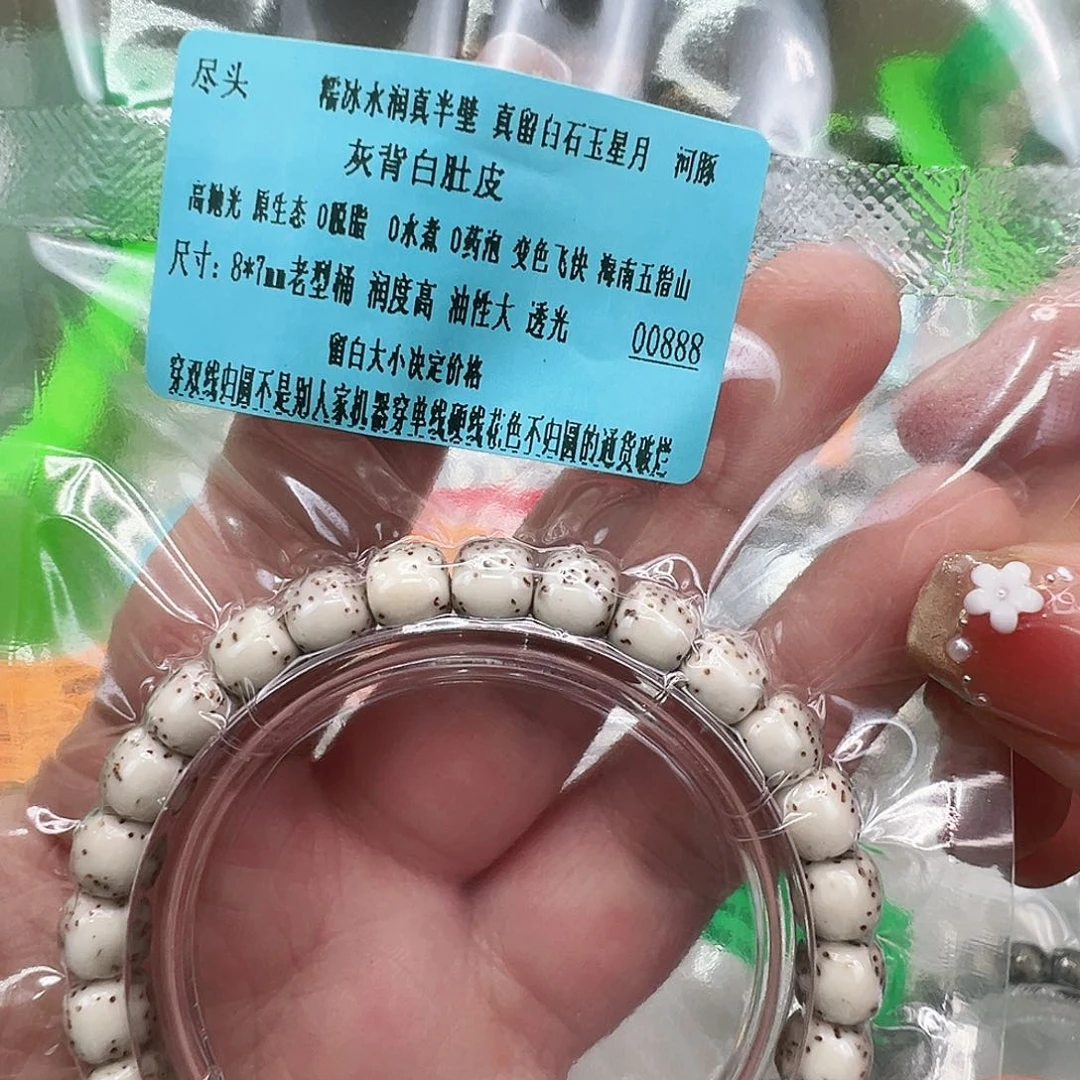 尽头 糯冰水润真半壁 真留白石玉星月 河豚
灰背白肚皮
高抛光 原生态 0脱脂 0水煮 0药泡 变色飞快 海南五指山
尺寸：8*7mm老型桶 润度高 油性大 透光 00888
留白大小决定价格
穿双线归圆不是别人家机器穿单线硬线花色不归圆的通货破烂